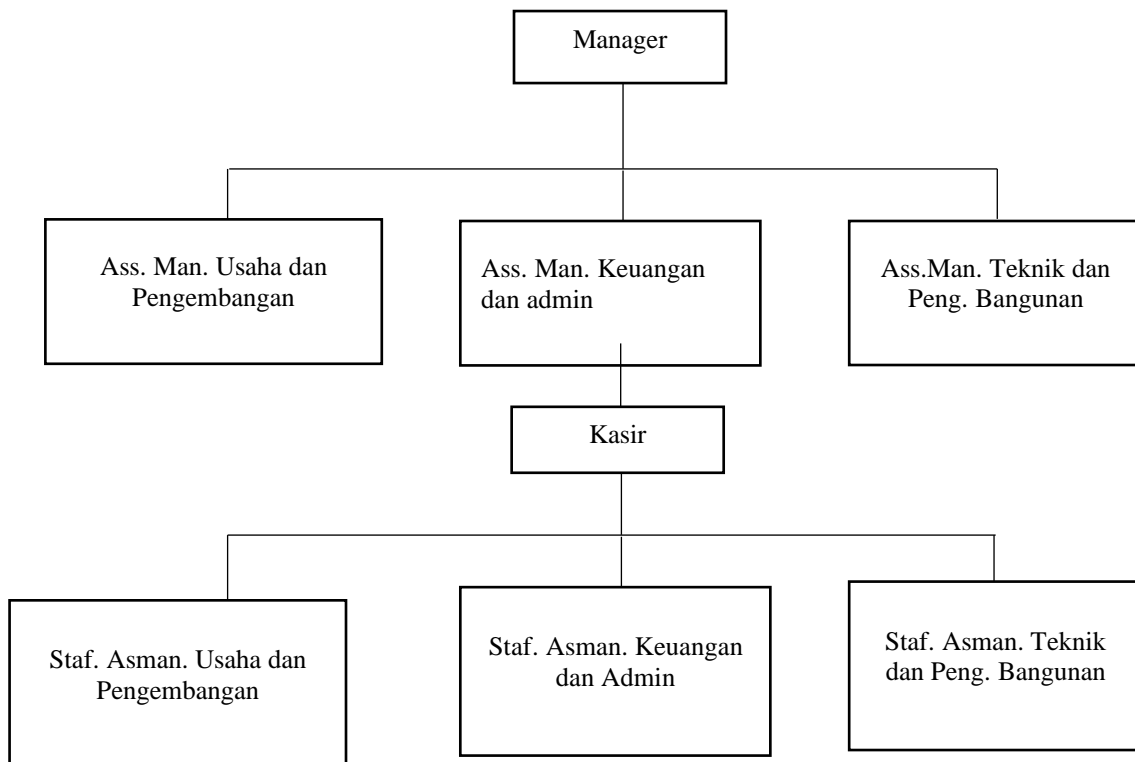 Manager
Ass. Man. Usaha dan
Pengembangan
Ass. Man. Keuangan
dan admin
Ass.Man. Teknik dan
Peng. Bangunan
Kasir
Staf. Asman. Usaha dan
Pengembangan
Staf. Asman. Keuangan
dan Admin
Staf. Asman. Teknik
dan Peng. Bangunan